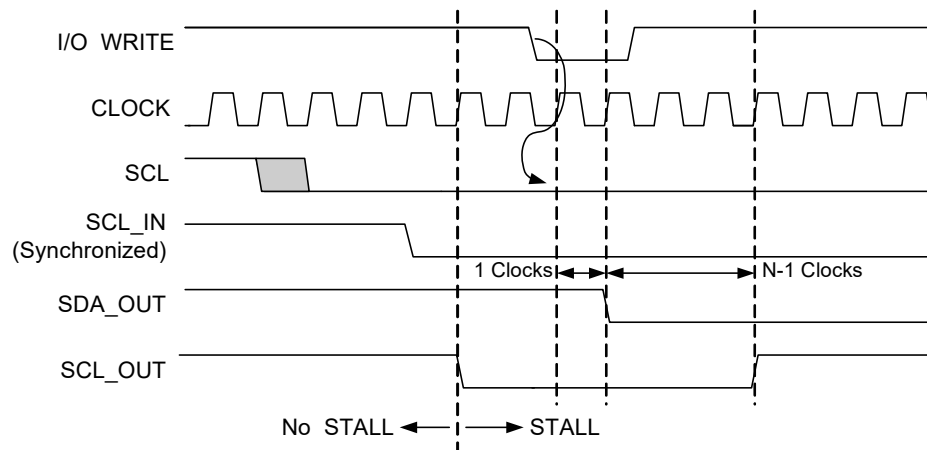 I/O WRITE
CLOCK
SCL
SCL_IN
(Synchronized)
1 Clocks
N-1 Clocks
SDA_OUT
SCL_OUT
No STALL
STALL